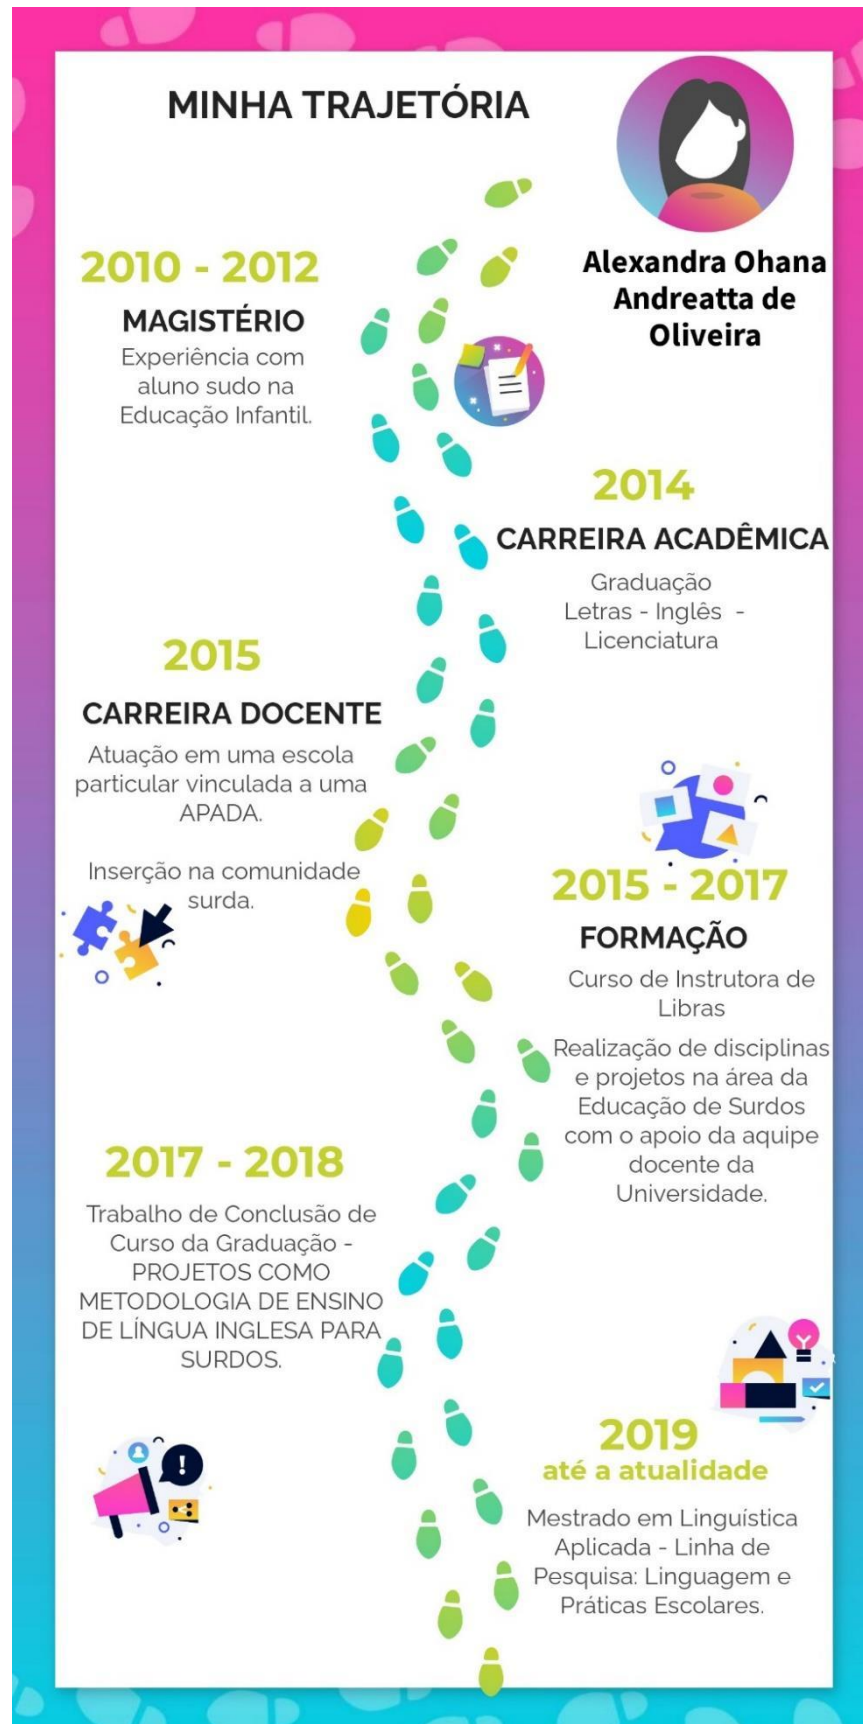 MINHA TRAJETÓRIA
Alexandra Ohana
Andreatta de
Oliveira
2010 - 2012
MAGISTÉRIO
Experiência com
aluno sudo na
Educação Infantil.
2014
CARREIRA ACADÊMICA
Graduação
Letras - Inglês -
Licenciatura
2015
CARREIRA DOCENTE
Atuação em uma escola
particular vinculada a uma
APADA.
Inserção na comunidade
surda.
2015 - 2017
FORMAÇÃO
Curso de Instrutora de
Libras
Realização de disciplinas
e projetos na área da
Educação de Surdos
com o apoio da aquipe
docente da
Universidade.
2017 - 2018
Trabalho de Conclusão de
Curso da Graduação -
PROJETOS COMO
METODOLOGIA DE ENSINO
DE LÍNGUA INGLESA PARA
SURDOS.
2019
até a atualidade
Mestrado em Linguística
Aplicada - Linha de
Pesquisa: Linguagem e
Práticas Escolares.